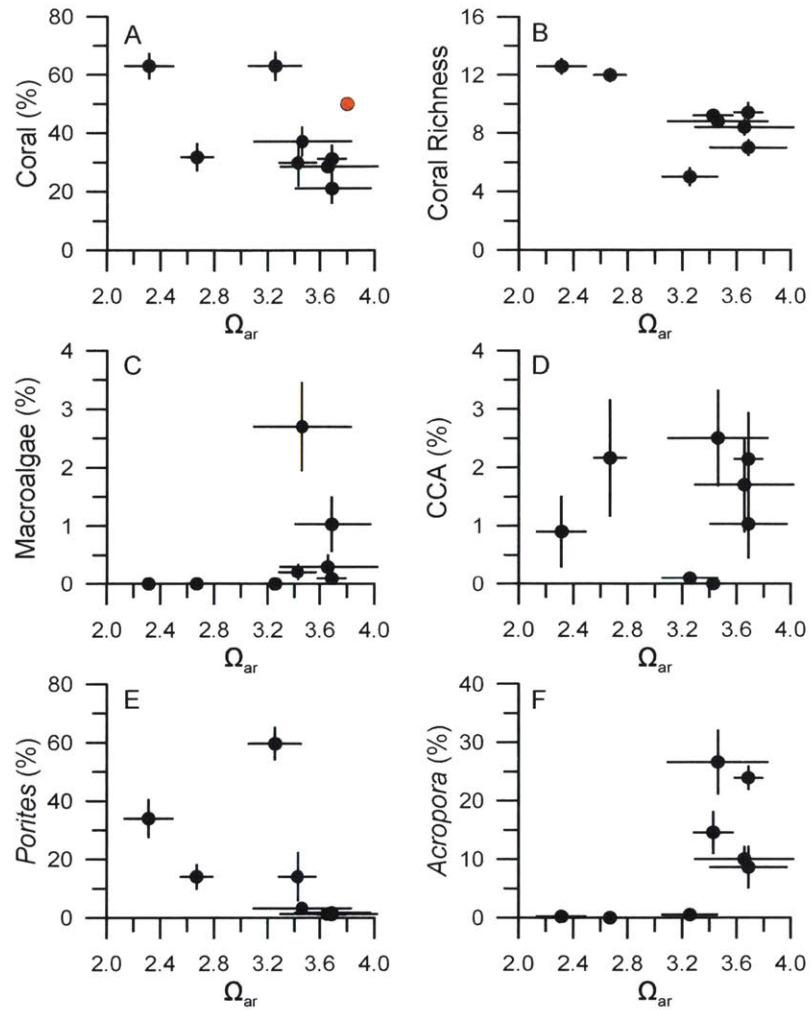 A
Coral (%)
80
60
40
20
0
2.0 2.4 2.8 3.2 3.6 4.0
Ωar
B
Coral Richness
16
12
8
4
0
2.0 2.4 2.8 3.2 3.6 4.0
Ωar
C
Macroalgae (%)
4
3
2
1
0
2.0 2.4 2.8 3.2 3.6 4.0
Ωar
D
CCA (%)
4
3
2
1
0
2.0 2.4 2.8 3.2 3.6 4.0
Ωar
E
Porites (%)
80
60
40
20
0
2.0 2.4 2.8 3.2 3.6 4.0
Ωar
F
Acropora (%)
40
30
20
10
0
2.0 2.4 2.8 3.2 3.6 4.0
Ωar